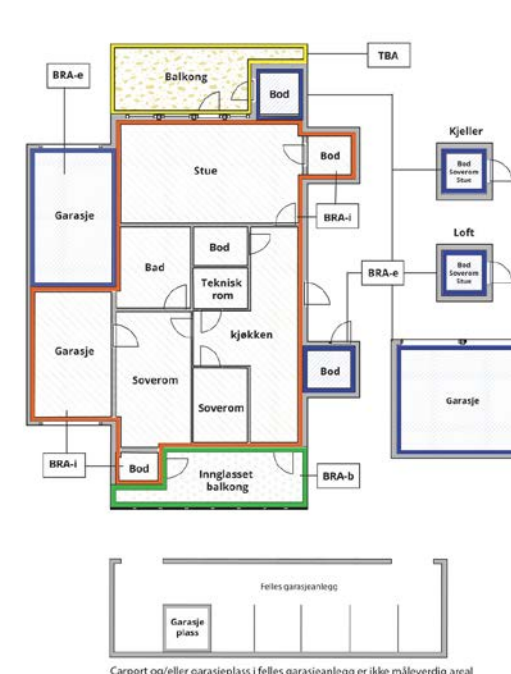 TBA
BRA-e
Balkong
Bod
Kjeller
Bod
Soverom
Stue
Stue
Bod
Garasje
BRA-i
Loft
Bod
Soverom
Stue
Bad
Bod
BRA-e
Teknisk
rom
kjøkken
Garasje
Soverom
Bod
Garasje
Soverom
BRA-i
Bod
Innglasset
balkong
BRA-b
Felles garasjeanlegg
Garasje
plass
Carport og/eller garasjeplass i felles garasjeanlegg er ikke måleverdig areal